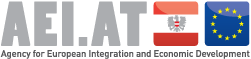 AEI.AT
Agency for European Integration and Economic Development